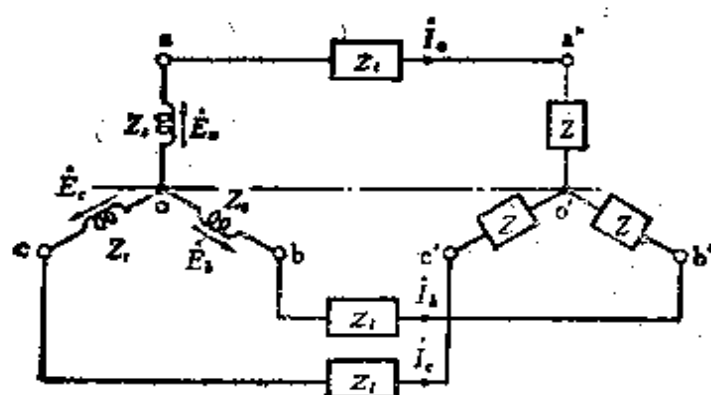 a Z_l İ_a a'
Z_s Ė_a Z
Ė_c o Z_s o'
c Z_s Ė_b b c' Z Z b'
Z_l İ_b
Z_l İ_c